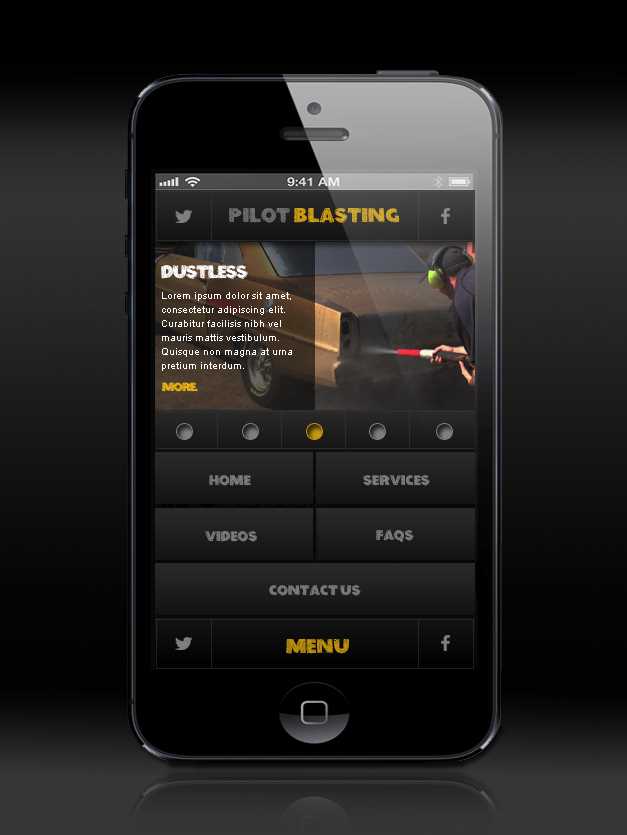 9:41 AM
PILOT BLASTING
DUSTLESS
Lorem ipsum dolor sit amet,
consectetur adipiscing elit.
Curabitur facilisis nibh vel
mauris mattis vestibulum.
Quisque non magna at urna
pretium interdum.
MORE
HOME
SERVICES
VIDEOS
FAQS
CONTACT US
MENU